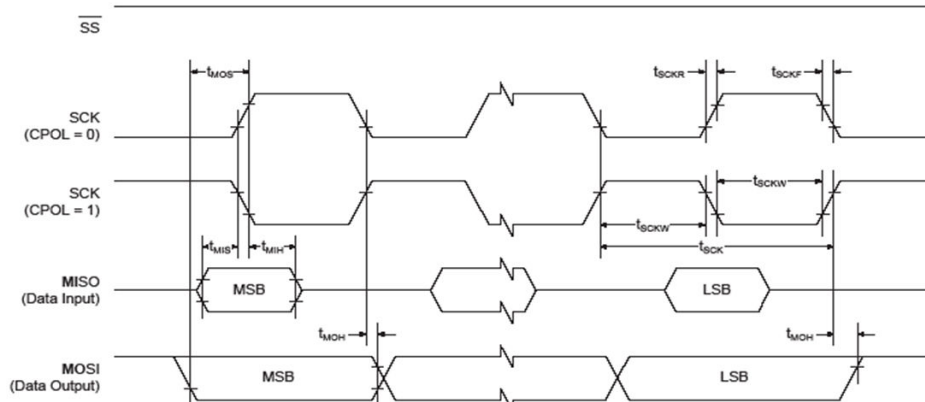 SS
tMOS
tSCKR
tSCKF
SCK
(CPOL = 0)
SCK
(CPOL = 1)
tSCKW
tSCKW
tMIS
tMIH
tSCK
MISO
(Data Input)
MSB
LSB
tMOH
tMOH
MOSI
(Data Output)
MSB
LSB